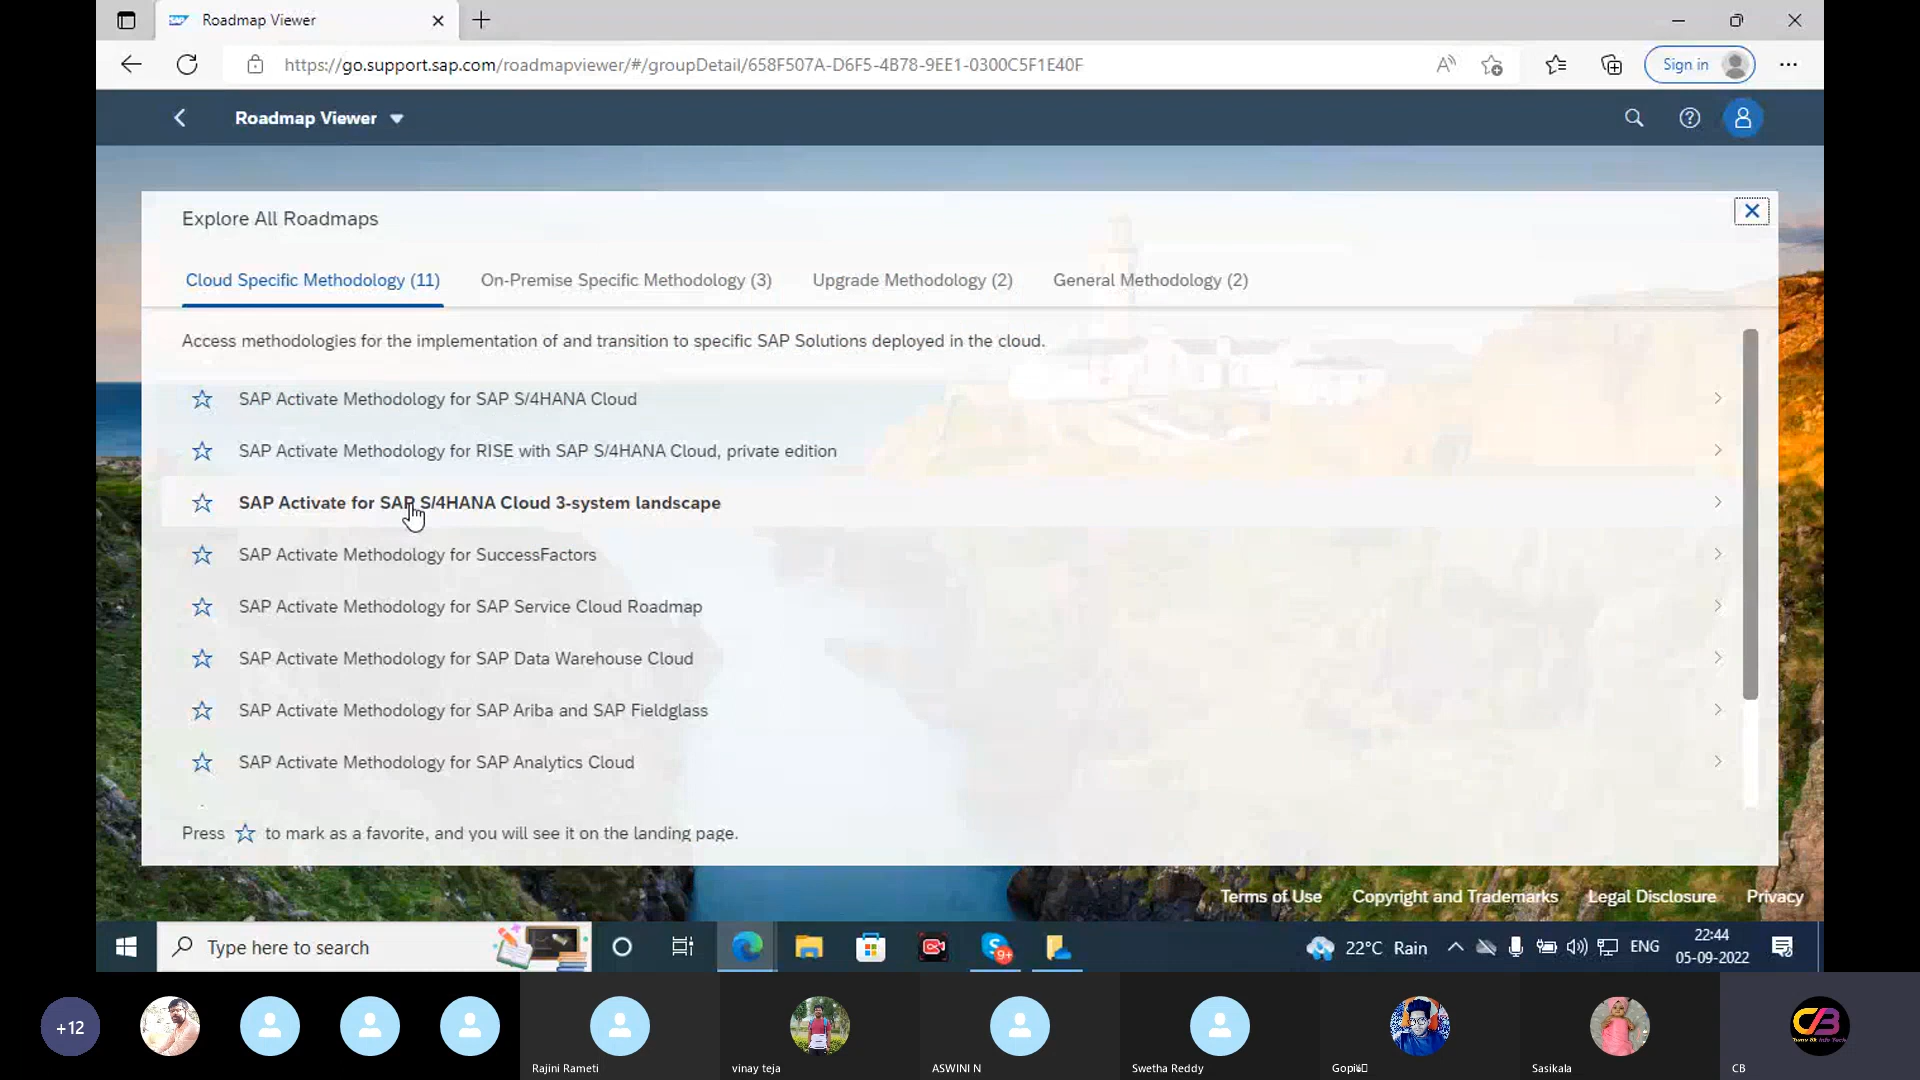 Roadmap Viewer
https://go.support.sap.com/roadmapviewer/#/groupDetail/658F507A-D6F5-4B78-9EE1-0300C5F1E40F
Sign in
Roadmap Viewer
Explore All Roadmaps
Cloud Specific Methodology (11) On-Premise Specific Methodology (3) Upgrade Methodology (2) General Methodology (2)
Access methodologies for the implementation of and transition to specific SAP Solutions deployed in the cloud.
SAP Activate Methodology for SAP S/4HANA Cloud
SAP Activate Methodology for RISE with SAP S/4HANA Cloud, private edition
SAP Activate for SAP S/4HANA Cloud 3-system landscape
SAP Activate Methodology for SuccessFactors
SAP Activate Methodology for SAP Service Cloud Roadmap
SAP Activate Methodology for SAP Data Warehouse Cloud
SAP Activate Methodology for SAP Ariba and SAP Fieldglass
SAP Activate Methodology for SAP Analytics Cloud
Press to mark as a favorite, and you will see it on the landing page.
Terms of Use Copyright and Trademarks Legal Disclosure Privacy
Type here to search
9+
22°C Rain
ENG
22:44
05-09-2022
+12
Rajini Rameti
vinay teja
ASWINI N
Swetha Reddy
Sasikala
CB